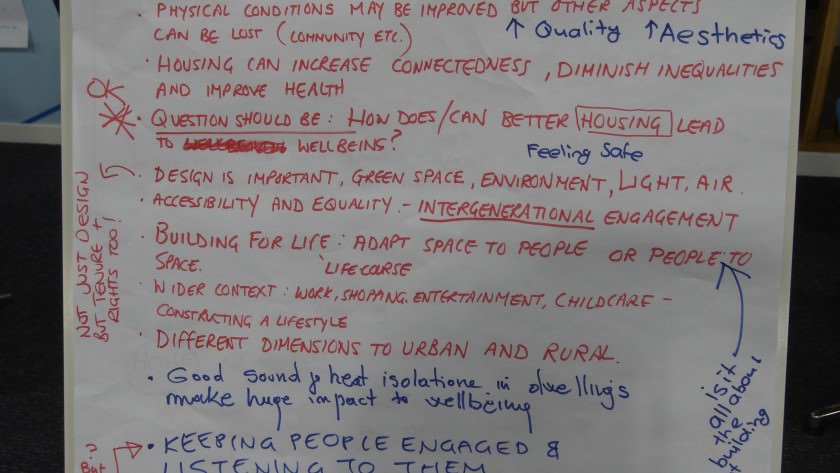 • PHYSICAL CONDITIONS MAY BE IMPROVED BUT OTHER ASPECTS
CAN BE LOST (COMMUNITY ETC.)
↑ Quality ↑ Aesthetics
• HOUSING CAN INCREASE CONNECTEDNESS, DIMINISH INEQUALITIES
AND IMPROVE HEALTH
OK
• QUESTION SHOULD BE: HOW DOES/CAN BETTER HOUSING LEAD
TO WELLBEINGS?
Feeling Safe
• DESIGN IS IMPORTANT, GREEN SPACE, ENVIRONMENT, LIGHT, AIR.
NOT JUST DESIGN
BUT TENURE +
RIGHTS TOO!
• ACCESSIBILITY AND EQUALITY - INTERGENERATIONAL ENGAGEMENT
• BUILDING FOR LIFE: ADAPT SPACE TO PEOPLE OR PEOPLE TO
SPACE.
LIFE COURSE
• WIDER CONTEXT: WORK, SHOPPING. ENTERTAINMENT, CHILDCARE -
CONSTRUCTING A LIFESTYLE
• DIFFERENT DIMENSIONS TO URBAN AND RURAL.
Is it
all about
the
building
• Good sound & heat isolatione in dwellings
make huge impact to wellbeing
?
But
• KEEPING PEOPLE ENGAGED &
LISTENING TO THEM